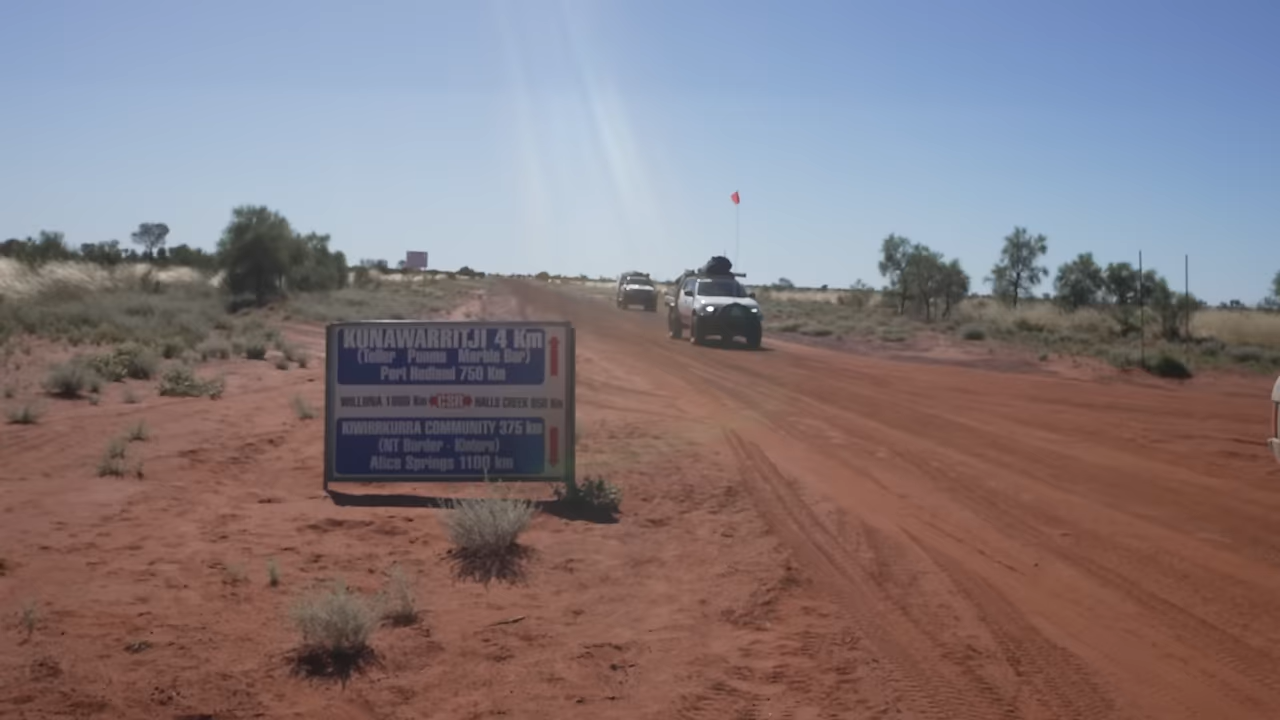 KUNAWARRITJI 4 Km
(Telfer Punmu Marble Bar)
Port Hedland 750 Km
WILUNA 1000 Km CSR HALLS CREEK 850 Km
KIWIRRKURRA COMMUNITY 375 km
(NT Border - Kintore)
Alice Springs 1100 km